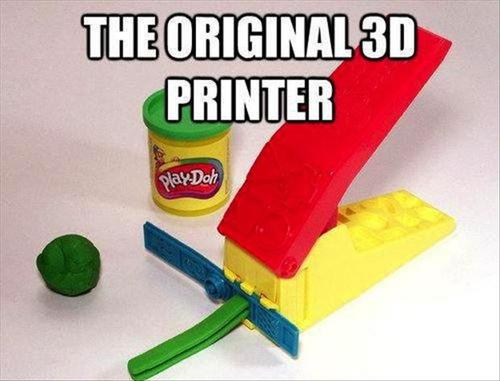 THE ORIGINAL 3D
PRINTER
Play-Doh